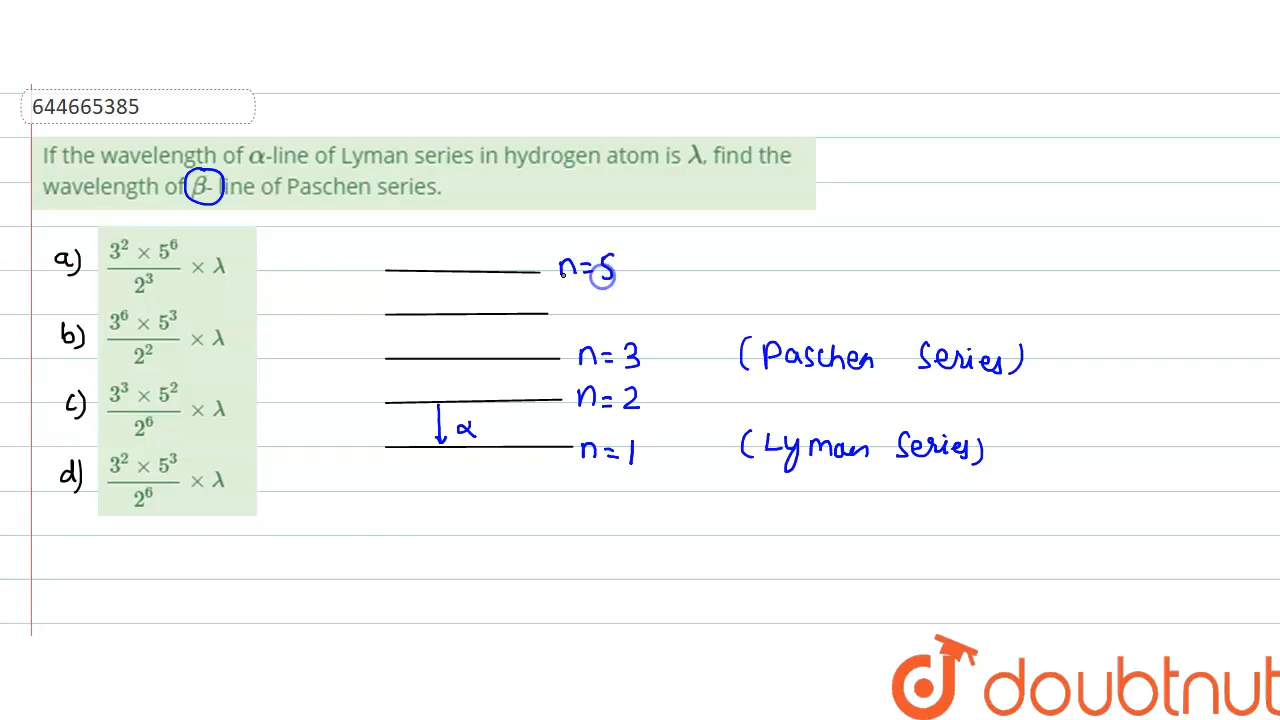 644665385
If the wavelength of α-line of Lyman series in hydrogen atom is λ, find the
wavelength of β- line of Paschen series.
a) 3² × 5⁶ / 2³ × λ
b) 3⁶ × 5³ / 2² × λ
c) 3³ × 5² / 2⁶ × λ
d) 3² × 5³ / 2⁶ × λ
n=5
n=3 (Paschen Series)
n=2
α
n=1 (Lyman Series)
doubtnut